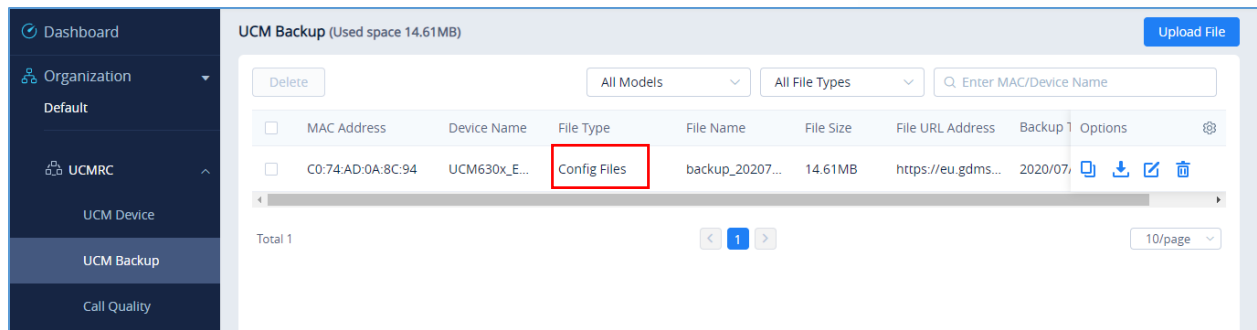 Dashboard
Organization
Default
UCMRC
UCM Device
UCM Backup
Call Quality
UCM Backup (Used space 14.61MB)
Upload File
Delete
All Models
All File Types
Enter MAC/Device Name
MAC Address Device Name File Type File Name File Size File URL Address Backup T Options
C0:74:AD:0A:8C:94 UCM630x_E... Config Files backup_20207... 14.61MB https://eu.gdms... 2020/07/
Total 1
1
10/page